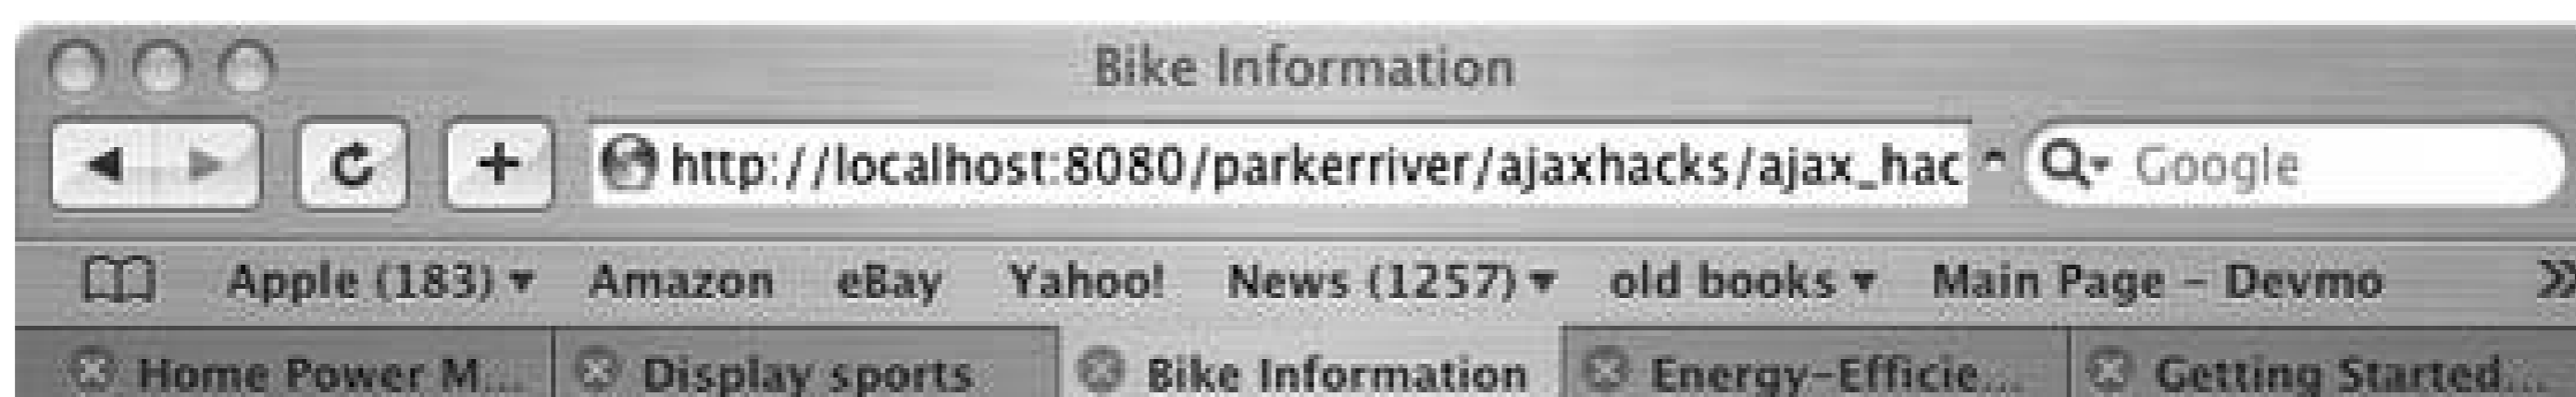 Bike Information
http://localhost:8080/parkerriver/ajaxhacks/ajax_hac Google
Apple (183) Amazon eBay Yahoo! News (1257) old books Main Page - Devmo
Home Power M... Display sports Bike Information Energy-Efficie... Getting Started...